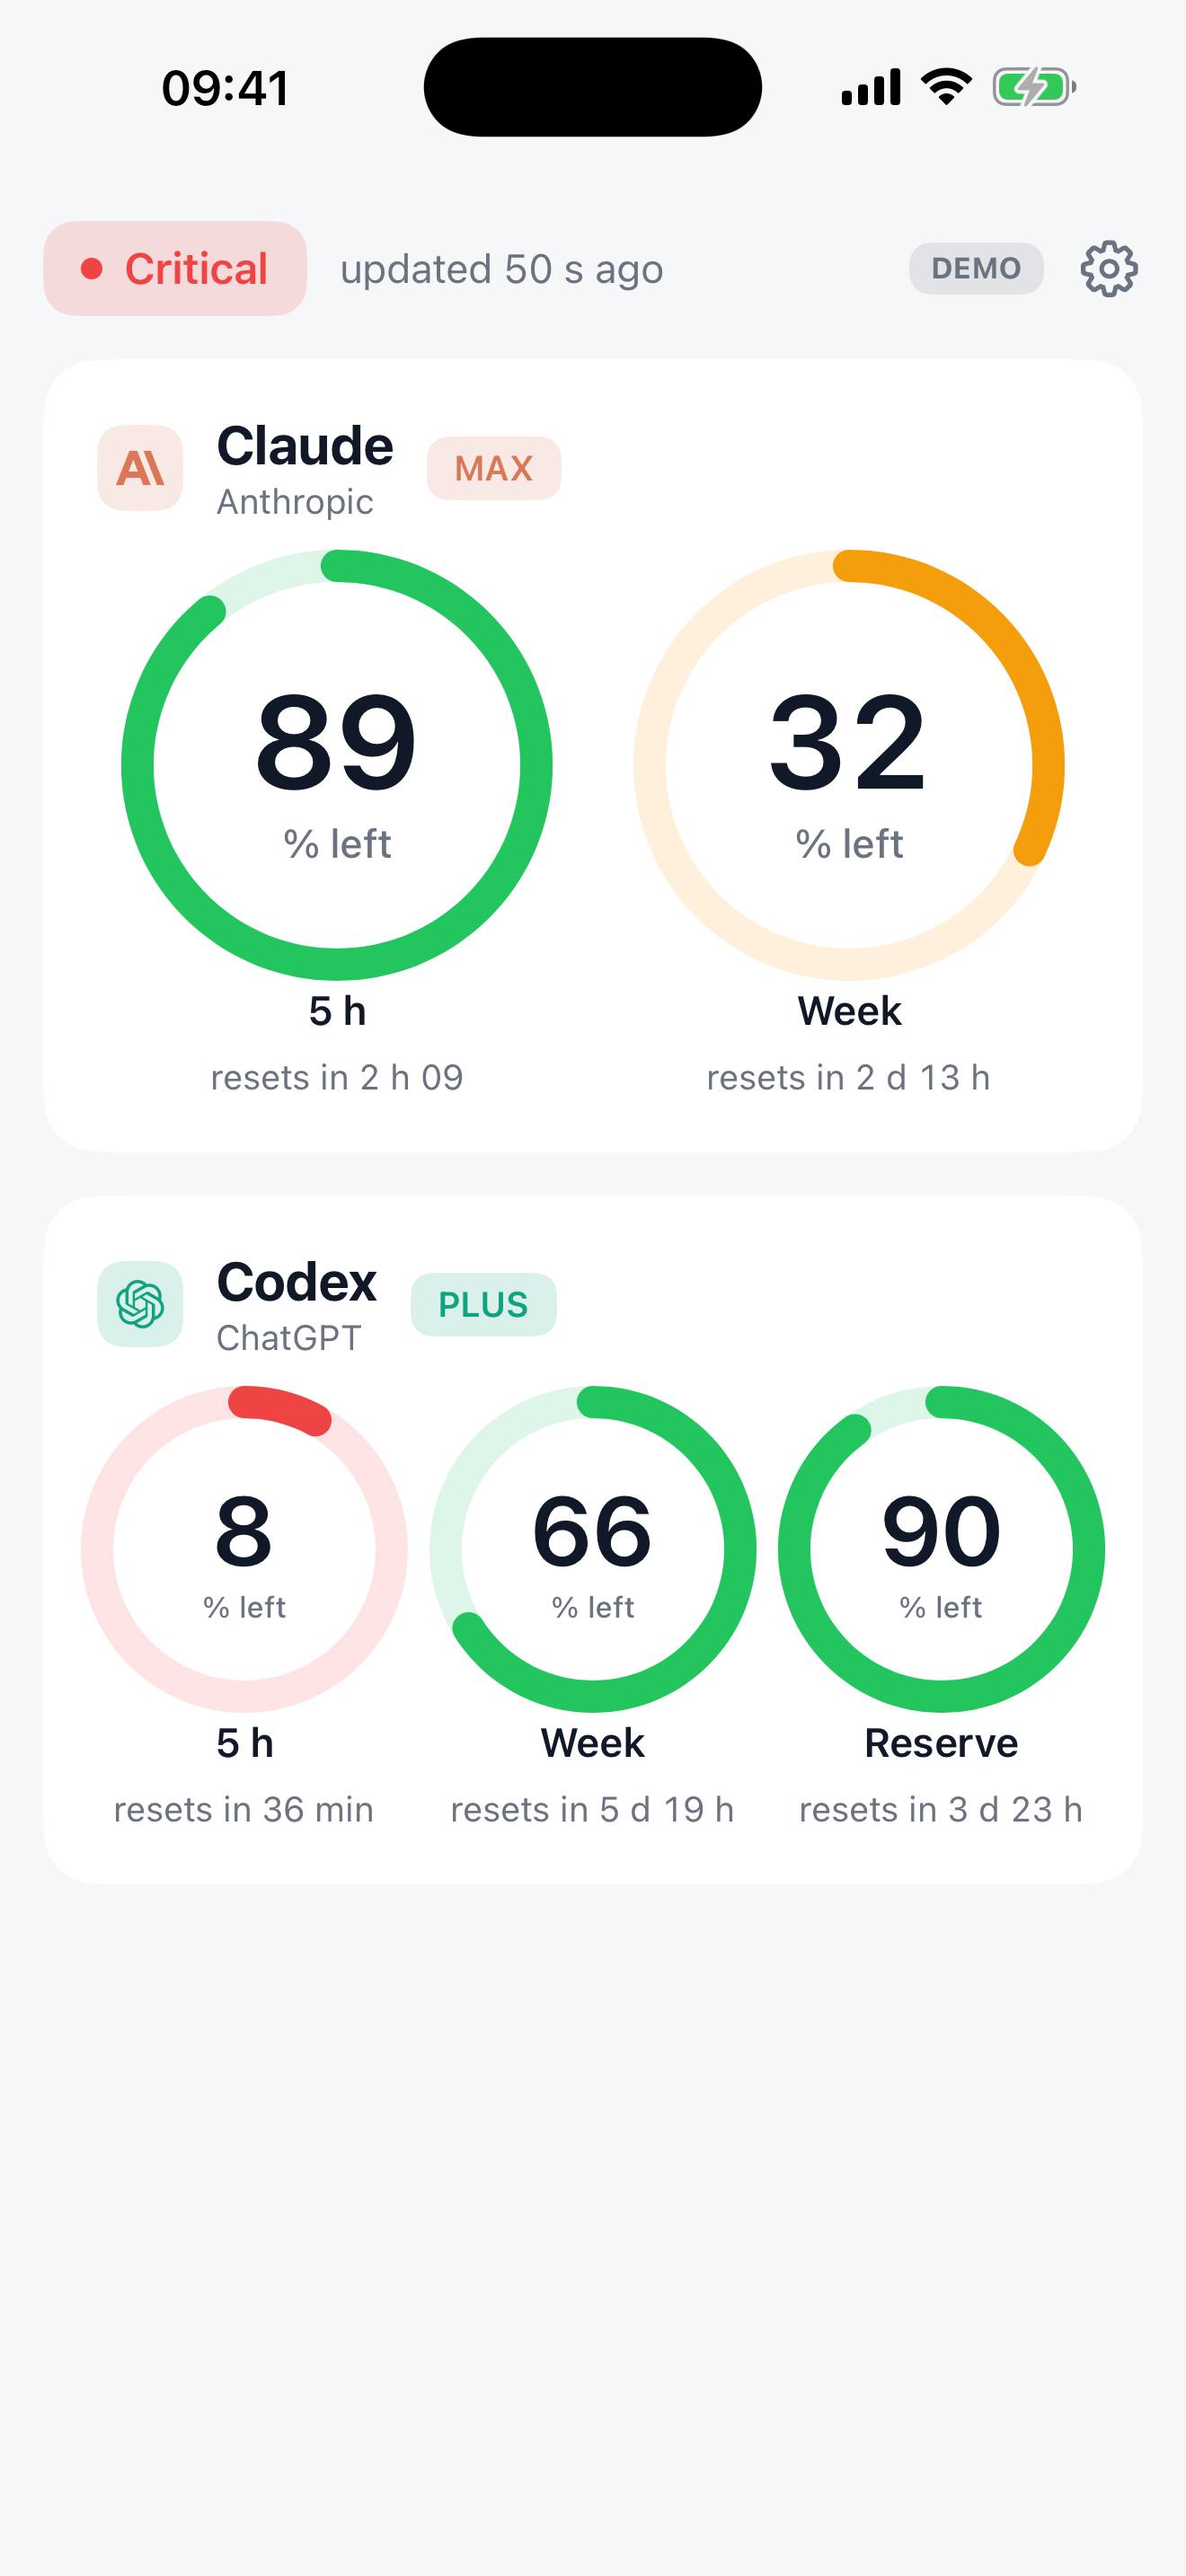 09:41
Critical
updated 50 s ago
DEMO
Claude
Anthropic
MAX
89
% left
5 h
resets in 2 h 09
32
% left
Week
resets in 2 d 13 h
Codex
ChatGPT
PLUS
8
% left
5 h
resets in 36 min
66
% left
Week
resets in 5 d 19 h
90
% left
Reserve
resets in 3 d 23 h